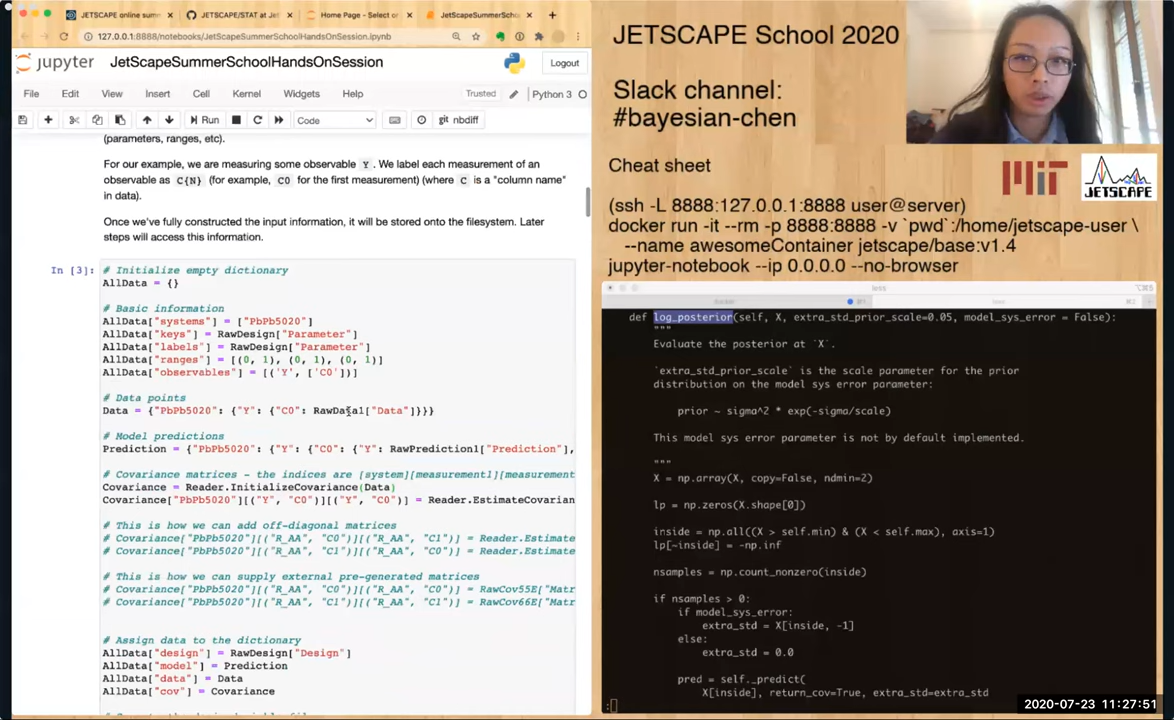 JETSCAPE online summ
JETSCAPE/STAT at Jet
Home Page - Select or
JetScapeSummerScho
127.0.0.1:8888/notebooks/JetScapeSummerSchoolHandsOnSession.ipynb
jupyter JetScapeSummerSchoolHandsOnSession
Logout
File Edit View Insert Cell Kernel Widgets Help
Trusted Python 3
Run Code git nbdiff
(parameters, ranges, etc).
For our example, we are measuring some observable Y. We label each measurement of an
observable as C{N} (for example, C0 for the first measurement) (where C is a "column name"
in data).
Once we've fully constructed the input information, it will be stored onto the filesystem. Later
steps will access this information.
In [3]:
# Initialize empty dictionary
AllData = {}
# Basic information
AllData["systems"] = ["PbPb5020"]
AllData["keys"] = RawDesign["Parameter"]
AllData["labels"] = RawDesign["Parameter"]
AllData["ranges"] = [(0, 1), (0, 1), (0, 1)]
AllData["observables"] = [('Y', ['C0'])]
# Data points
Data = {"PbPb5020": {"Y": {"C0": RawData1["Data"]}}}
# Model predictions
Prediction = {"PbPb5020": {"Y": {"C0": {"Y": RawPrediction1["Prediction"],
# Covariance matrices - the indices are [system][measurement1][measurement
Covariance = Reader.InitializeCovariance(Data)
Covariance["PbPb5020"][("Y", "C0")][("Y", "C0")] = Reader.EstimateCovarian
# This is how we can add off-diagonal matrices
# Covariance["PbPb5020"][("R_AA", "C0")][("R_AA", "C1")] = Reader.Estimate
# Covariance["PbPb5020"][("R_AA", "C1")][("R_AA", "C0")] = Reader.Estimate
# This is how we can supply external pre-generated matrices
# Covariance["PbPb5020"][("R_AA", "C0")][("R_AA", "C0")] = RawCov55E["Matr
# Covariance["PbPb5020"][("R_AA", "C1")][("R_AA", "C1")] = RawCov66E["Matr
# Assign data to the dictionary
AllData["design"] = RawDesign["Design"]
AllData["model"] = Prediction
AllData["data"] = Data
AllData["cov"] = Covariance
JETSCAPE School 2020
Slack channel:
#bayesian-chen
Cheat sheet
MIT
JETSCAPE
(ssh -L 8888:127.0.0.1:8888 user@server)
docker run -it --rm -p 8888:8888 -v `pwd`:/home/jetscape-user \
--name awesomeContainer jetscape/base:v1.4
jupyter-notebook --ip 0.0.0.0 --no-browser
less
def log_posterior(self, X, extra_std_prior_scale=0.05, model_sys_error = False):
"""
Evaluate the posterior at `X`.
`extra_std_prior_scale` is the scale parameter for the prior
distribution on the model sys error parameter:
prior ~ sigma^2 * exp(-sigma/scale)
This model sys error parameter is not by default implemented.
"""
X = np.array(X, copy=False, ndmin=2)
lp = np.zeros(X.shape[0])
inside = np.all((X > self.min) & (X < self.max), axis=1)
lp[~inside] = -np.inf
nsamples = np.count_nonzero(inside)
if nsamples > 0:
if model_sys_error:
extra_std = X[inside, -1]
else:
extra_std = 0.0
pred = self._predict(
X[inside], return_cov=True, extra_std=extra_std
:
2020-07-23 11:27:51